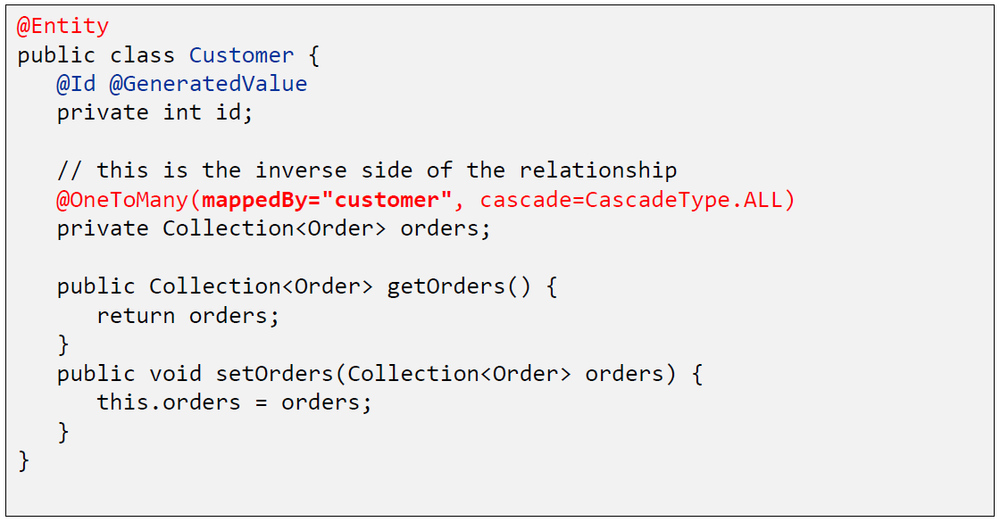 @Entity
public class Customer {
   @Id @GeneratedValue
   private int id;

   // this is the inverse side of the relationship
   @OneToMany(mappedBy="customer", cascade=CascadeType.ALL)
   private Collection<Order> orders;

   public Collection<Order> getOrders() {
      return orders;
   }
   public void setOrders(Collection<Order> orders) {
      this.orders = orders;
   }
}